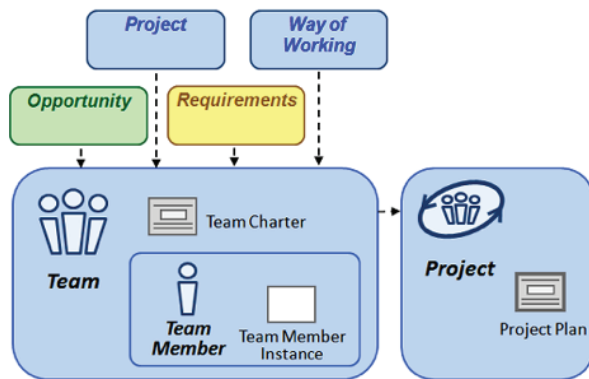 Project
Way of
Working
Opportunity
Requirements
Team Charter
Team
Team
Member
Team Member
Instance
Project
Project Plan